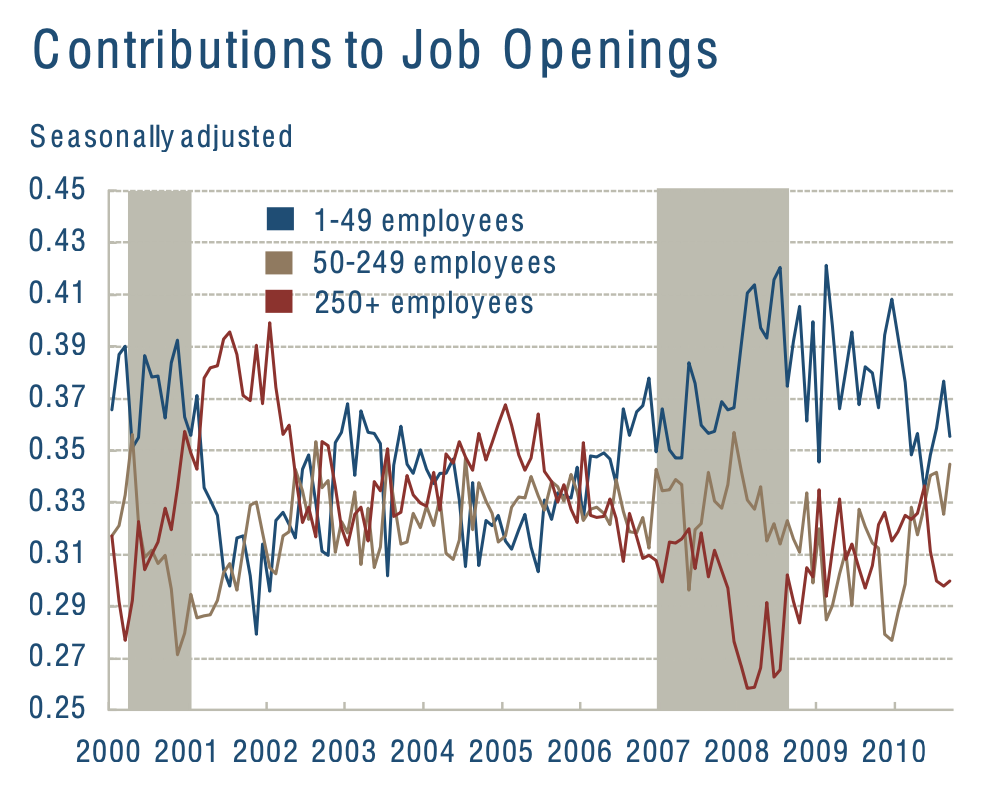 Contributions to Job Openings
Seasonally adjusted
0.45
0.43
0.41
0.39
0.37
0.35
0.33
0.31
0.29
0.27
0.25
1-49 employees
50-249 employees
250+ employees
2000 2001 2002 2003 2004 2005 2006 2007 2008 2009 2010